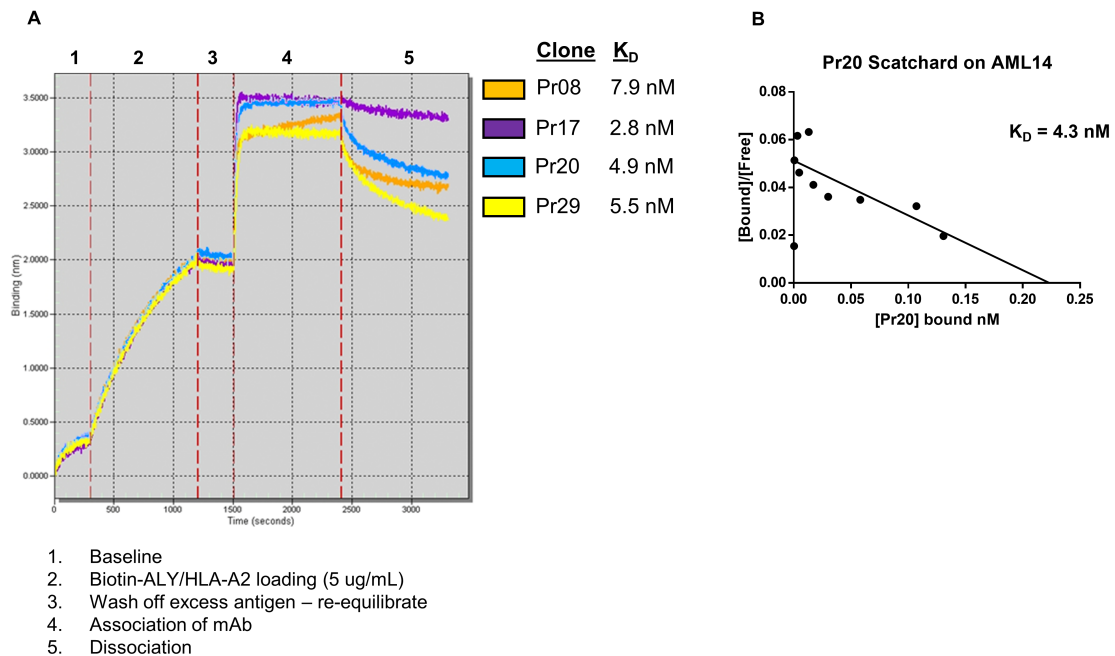 A
1 2 3 4 5
3.5000
3.0000
2.5000
2.0000
1.5000
1.0000
0.5000
0.0000
Binding (nm)
0 500 1000 1500 2000 2500 3000
Time (seconds)
Clone K_D
Pr08 7.9 nM
Pr17 2.8 nM
Pr20 4.9 nM
Pr29 5.5 nM
1. Baseline
2. Biotin-ALY/HLA-A2 loading (5 ug/mL)
3. Wash off excess antigen – re-equilibrate
4. Association of mAb
5. Dissociation
B
Pr20 Scatchard on AML14
0.08
0.06
0.04
0.02
0.00
[Bound]/[Free]
K_D = 4.3 nM
0.00 0.05 0.10 0.15 0.20 0.25
[Pr20] bound nM